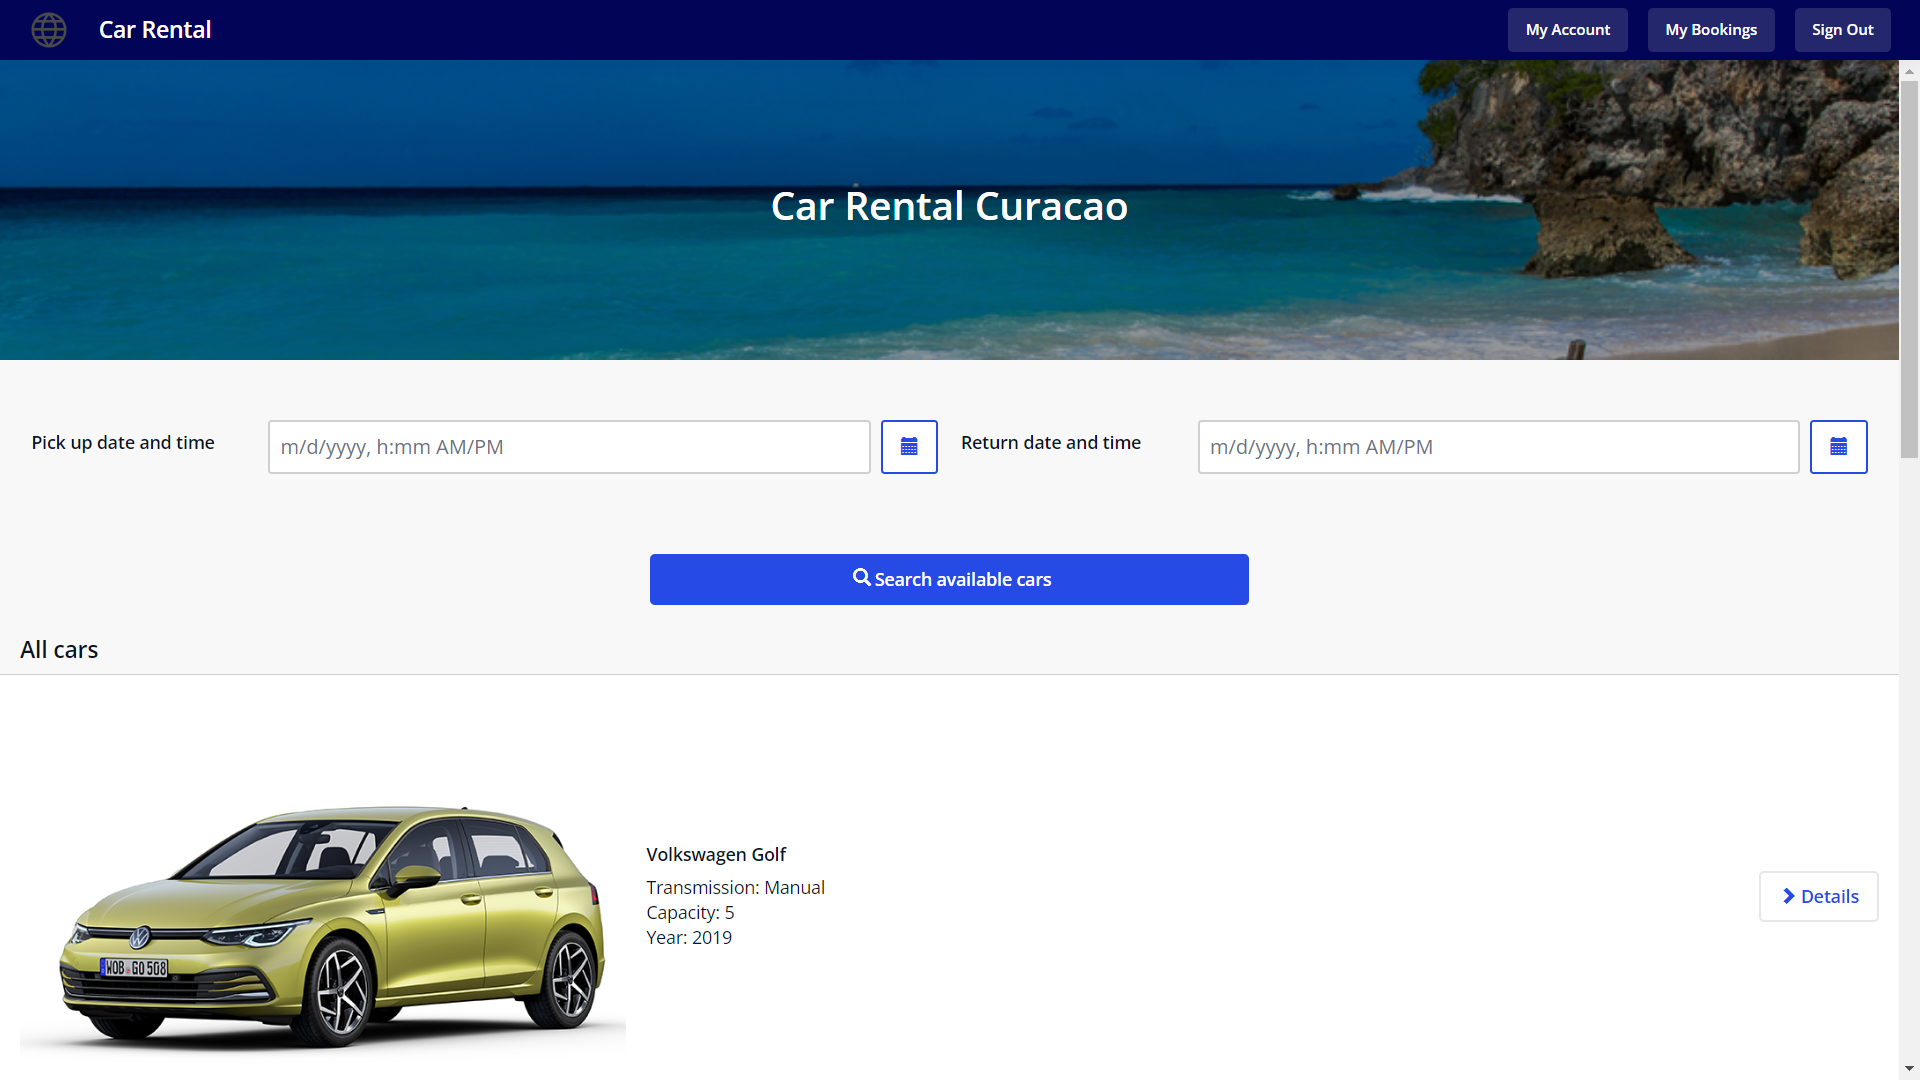 Car Rental
My Account
My Bookings
Sign Out
Car Rental Curacao
Pick up date and time
m/d/yyyy, h:mm AM/PM
Return date and time
m/d/yyyy, h:mm AM/PM
Search available cars
All cars
Volkswagen Golf
Transmission: Manual
Capacity: 5
Year: 2019
Details
WOB GO 508